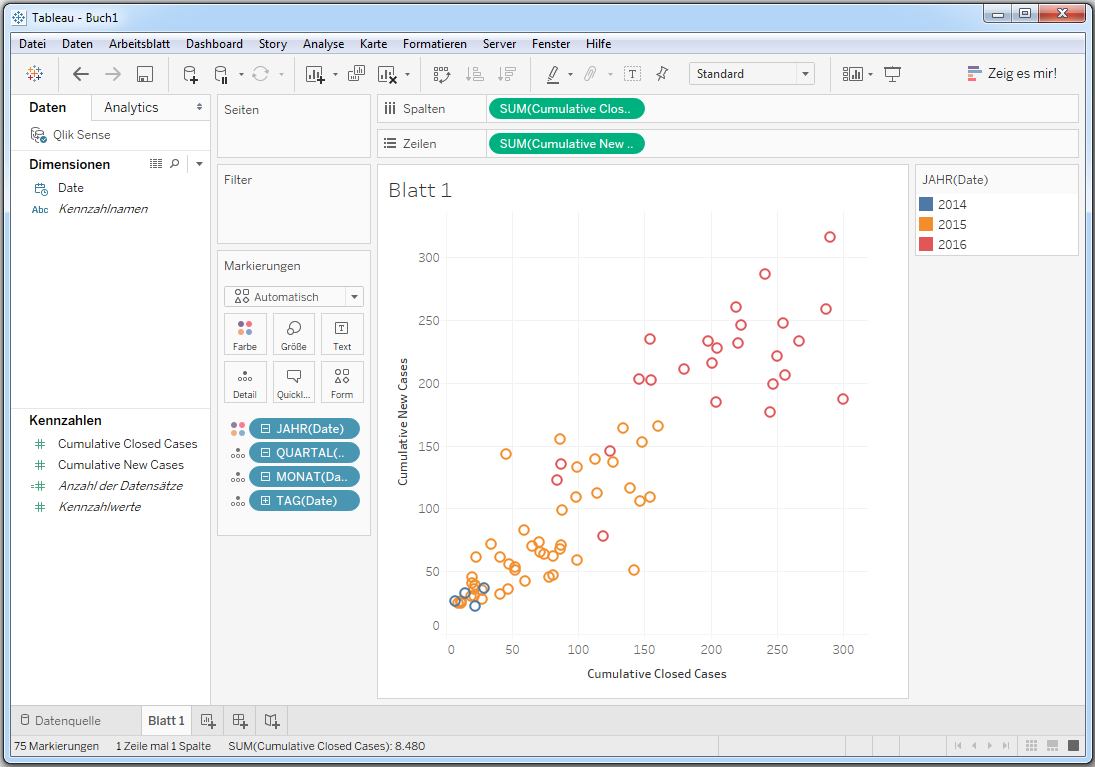 Tableau - Buch1
Datei Daten Arbeitsblatt Dashboard Story Analyse Karte Formatieren Server Fenster Hilfe
Standard
Zeig es mir!
Daten
Analytics
Qlik Sense
Dimensionen
Date
Abc Kennzahlnamen
Kennzahlen
Cumulative Closed Cases
Cumulative New Cases
Anzahl der Datensätze
Kennzahlwerte
Seiten
Filter
Markierungen
Automatisch
Farbe Größe Text
Detail Quickl... Form
JAHR(Date)
QUARTAL(..
MONAT(Da..
TAG(Date)
Spalten SUM(Cumulative Clos..
Zeilen SUM(Cumulative New ..
Blatt 1
Cumulative New Cases
300
250
200
150
100
50
0
0 50 100 150 200 250 300
Cumulative Closed Cases
JAHR(Date)
2014
2015
2016
Datenquelle Blatt 1
75 Markierungen 1 Zeile mal 1 Spalte SUM(Cumulative Closed Cases): 8.480